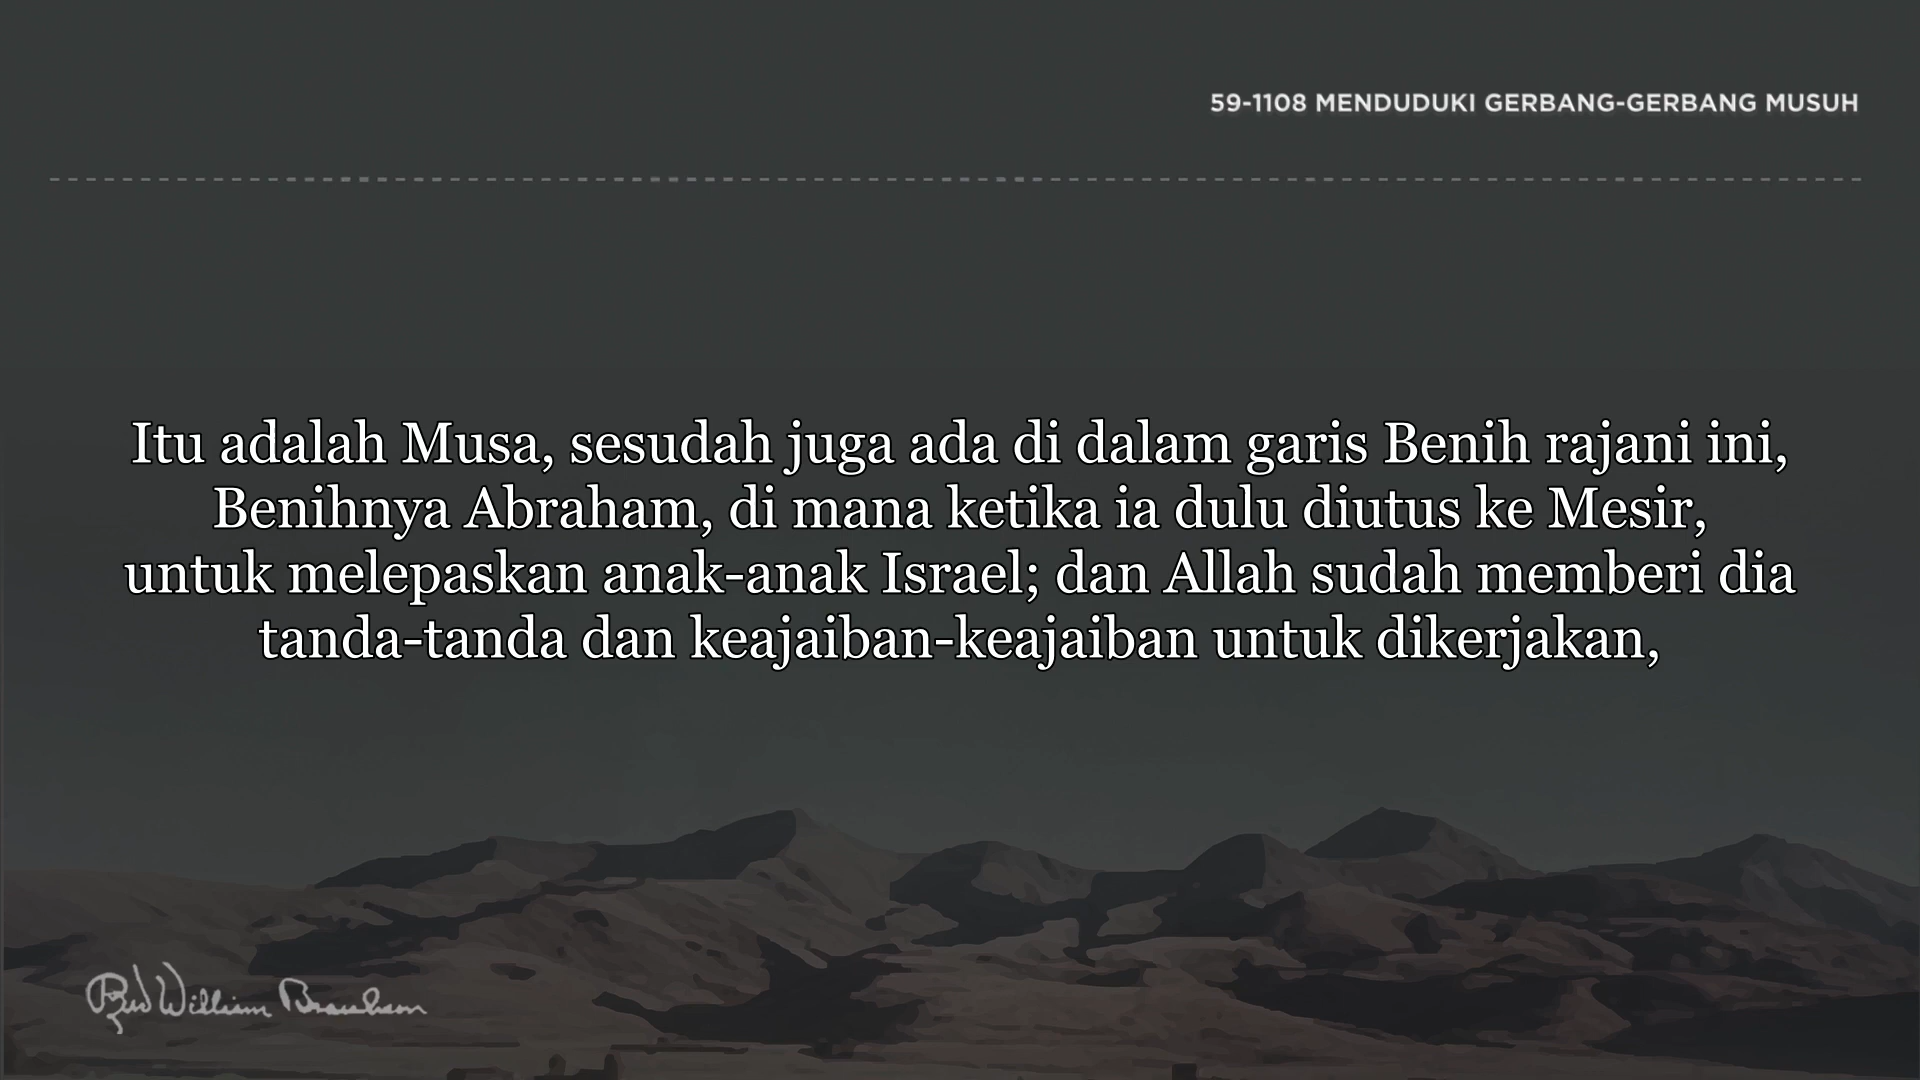 59-1108 MENDUDUKI GERBANG-GERBANG MUSUH
Itu adalah Musa, sesudah juga ada di dalam garis Benih rajani ini,
Benihnya Abraham, di mana ketika ia dulu diutus ke Mesir,
untuk melepaskan anak-anak Israel; dan Allah sudah memberi dia
tanda-tanda dan keajaiban-keajaiban untuk dikerjakan,
William Branham